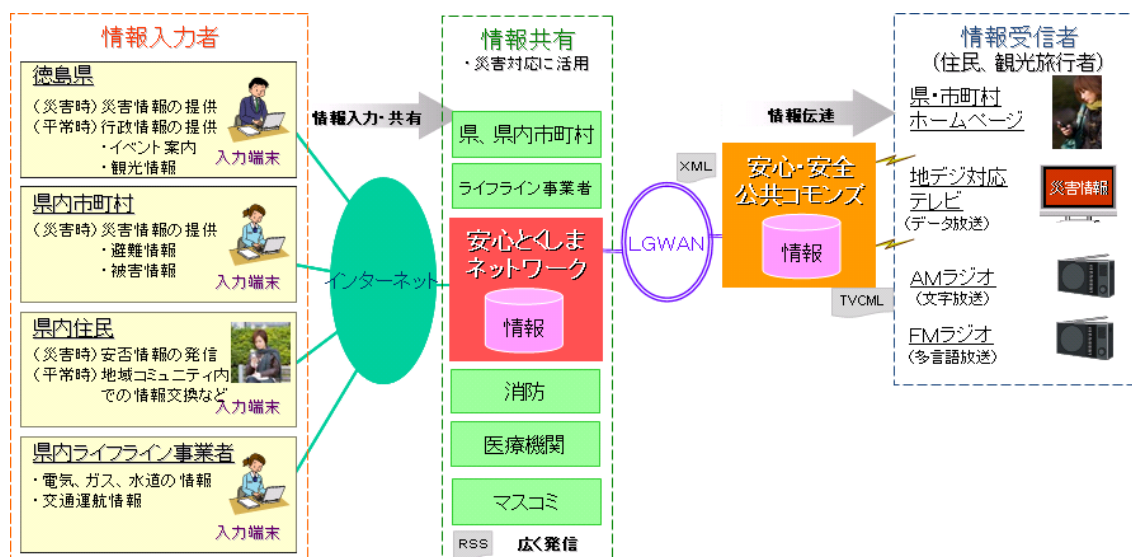 情報入力者
徳島県
(災害時)災害情報の提供
(平常時)行政情報の提供
・イベント案内
・観光情報
入力端末
県内市町村
(災害時)災害情報の提供
・避難情報
・被害情報
入力端末
県内住民
(災害時)安否情報の発信
(平常時)地域コミュニティ内
での情報交換など
入力端末
県内ライフライン事業者
・電気、ガス、水道の情報
・交通運航情報
入力端末
情報入力・共有
インターネット
情報共有
・災害対応に活用
県、県内市町村
ライフライン事業者
安心とくしま
ネットワーク
情報
消防
医療機関
マスコミ
RSS 広く発信
LGWAN
XML
情報伝達
安心・安全
公共コモンズ
情報
TVCML
情報受信者
(住民、観光旅行者)
県・市町村
ホームページ
地デジ対応
テレビ
(データ放送)
災害情報
AMラジオ
(文字放送)
FMラジオ
(多言語放送)